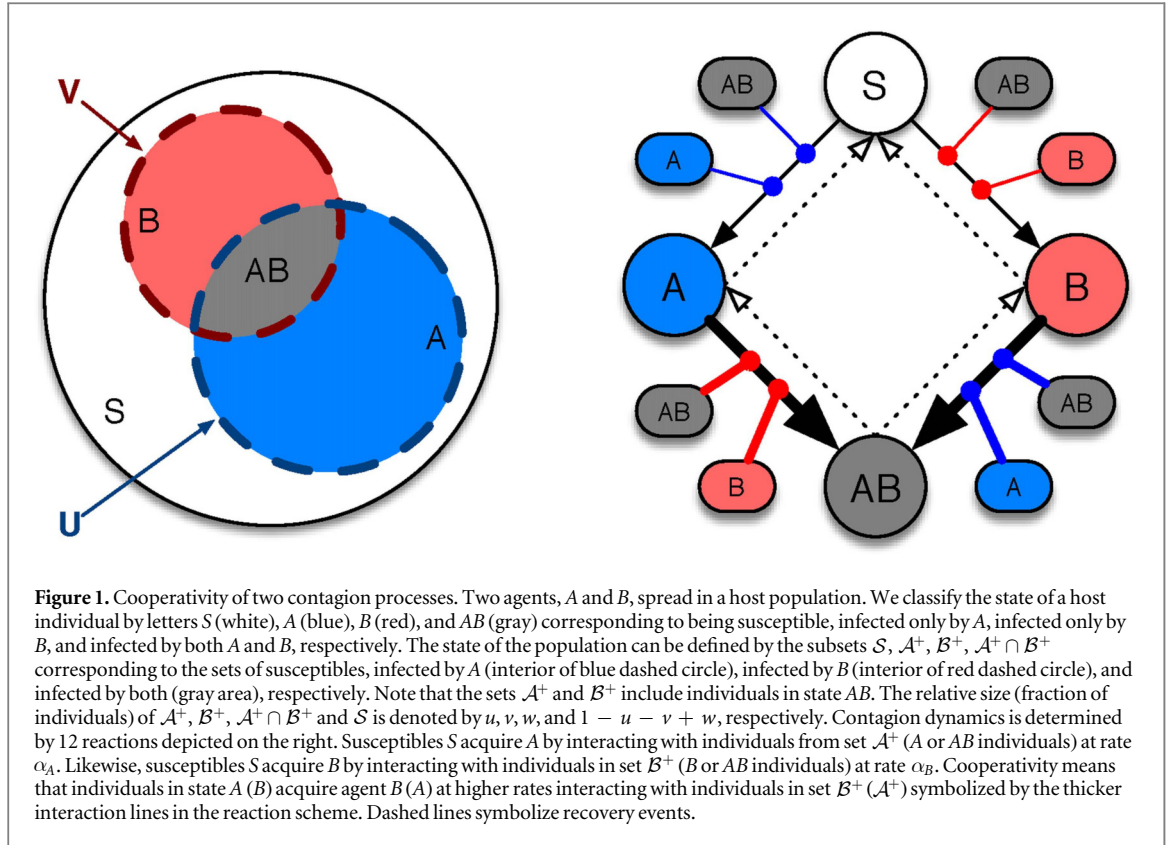 V
B
AB
A
S
U
AB
S
AB
A
B
A
B
AB
AB
B
AB
A
Figure 1. Cooperativity of two contagion processes. Two agents, A and B, spread in a host population. We classify the state of a host
individual by letters S (white), A (blue), B (red), and AB (gray) corresponding to being susceptible, infected only by A, infected only by
B, and infected by both A and B, respectively. The state of the population can be defined by the subsets 𝒮, 𝒜⁺, ℬ⁺, 𝒜⁺ ∩ ℬ⁺
corresponding to the sets of susceptibles, infected by A (interior of blue dashed circle), infected by B (interior of red dashed circle), and
infected by both (gray area), respectively. Note that the sets 𝒜⁺ and ℬ⁺ include individuals in state AB. The relative size (fraction of
individuals) of 𝒜⁺, ℬ⁺, 𝒜⁺ ∩ ℬ⁺ and 𝒮 is denoted by u, v, w, and 1 − u − v + w, respectively. Contagion dynamics is determined
by 12 reactions depicted on the right. Susceptibles S acquire A by interacting with individuals from set 𝒜⁺ (A or AB individuals) at rate
α_A. Likewise, susceptibles S acquire B by interacting with individuals in set ℬ⁺ (B or AB individuals) at rate α_B. Cooperativity means
that individuals in state A (B) acquire agent B (A) at higher rates interacting with individuals in set ℬ⁺ (𝒜⁺) symbolized by the thicker
interaction lines in the reaction scheme. Dashed lines symbolize recovery events.